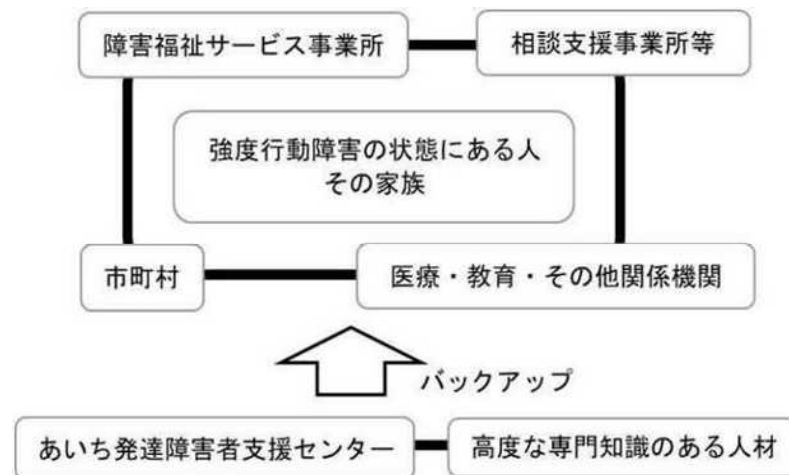 障害福祉サービス事業所
相談支援事業所等
強度行動障害の状態にある人
その家族
市町村
医療・教育・その他関係機関
バックアップ
あいち発達障害者支援センター
高度な専門知識のある人材